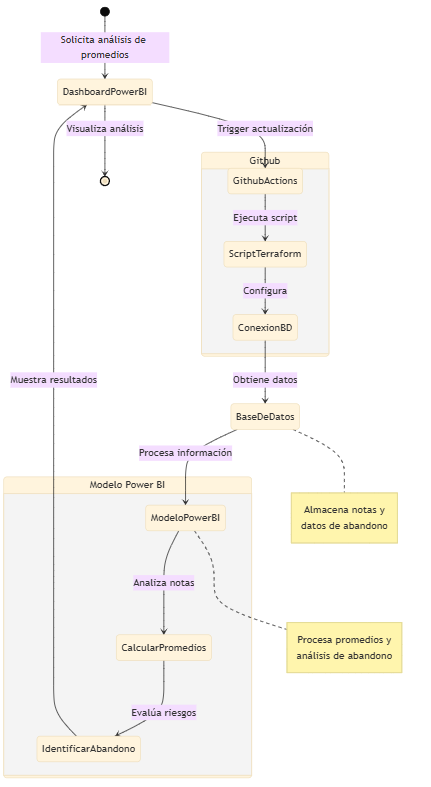 Solicita análisis de
promedios
DashboardPowerBI
Visualiza análisis
Trigger actualización
Github
GithubActions
Ejecuta script
ScriptTerraform
Configura
ConexionBD
Muestra resultados
Obtiene datos
BaseDeDatos
Procesa información
Modelo Power BI
Almacena notas y
datos de abandono
ModeloPowerBI
Analiza notas
Procesa promedios y
análisis de abandono
CalcularPromedios
Evalúa riesgos
IdentificarAbandono